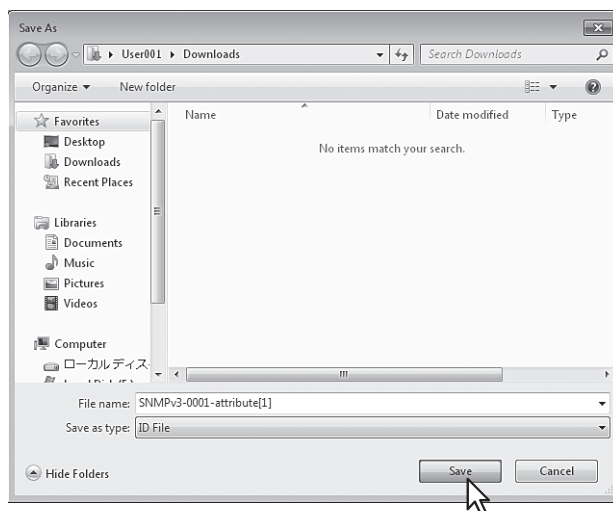 Save As
User001 Downloads
Search Downloads
Organize
New folder
Name
Date modified
Type
No items match your search.
Favorites
Desktop
Downloads
Recent Places
Libraries
Documents
Music
Pictures
Videos
Computer
ローカル ディス
File name: SNMPv3-0001-attribute[1]
Save as type: ID File
Hide Folders
Save
Cancel